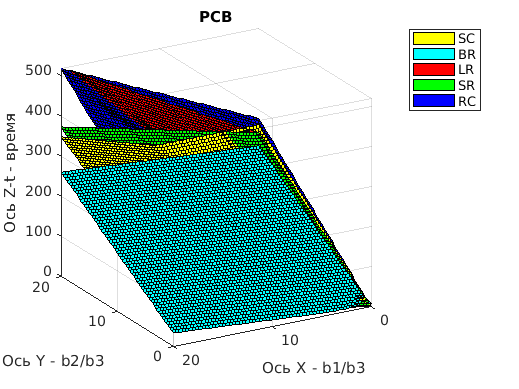 PCB
SC
BR
LR
SR
RC
500
400
300
200
100
0
Ось Z-t - время
20
10
0
Ось Y - b2/b3
20
10
0
Ось X - b1/b3